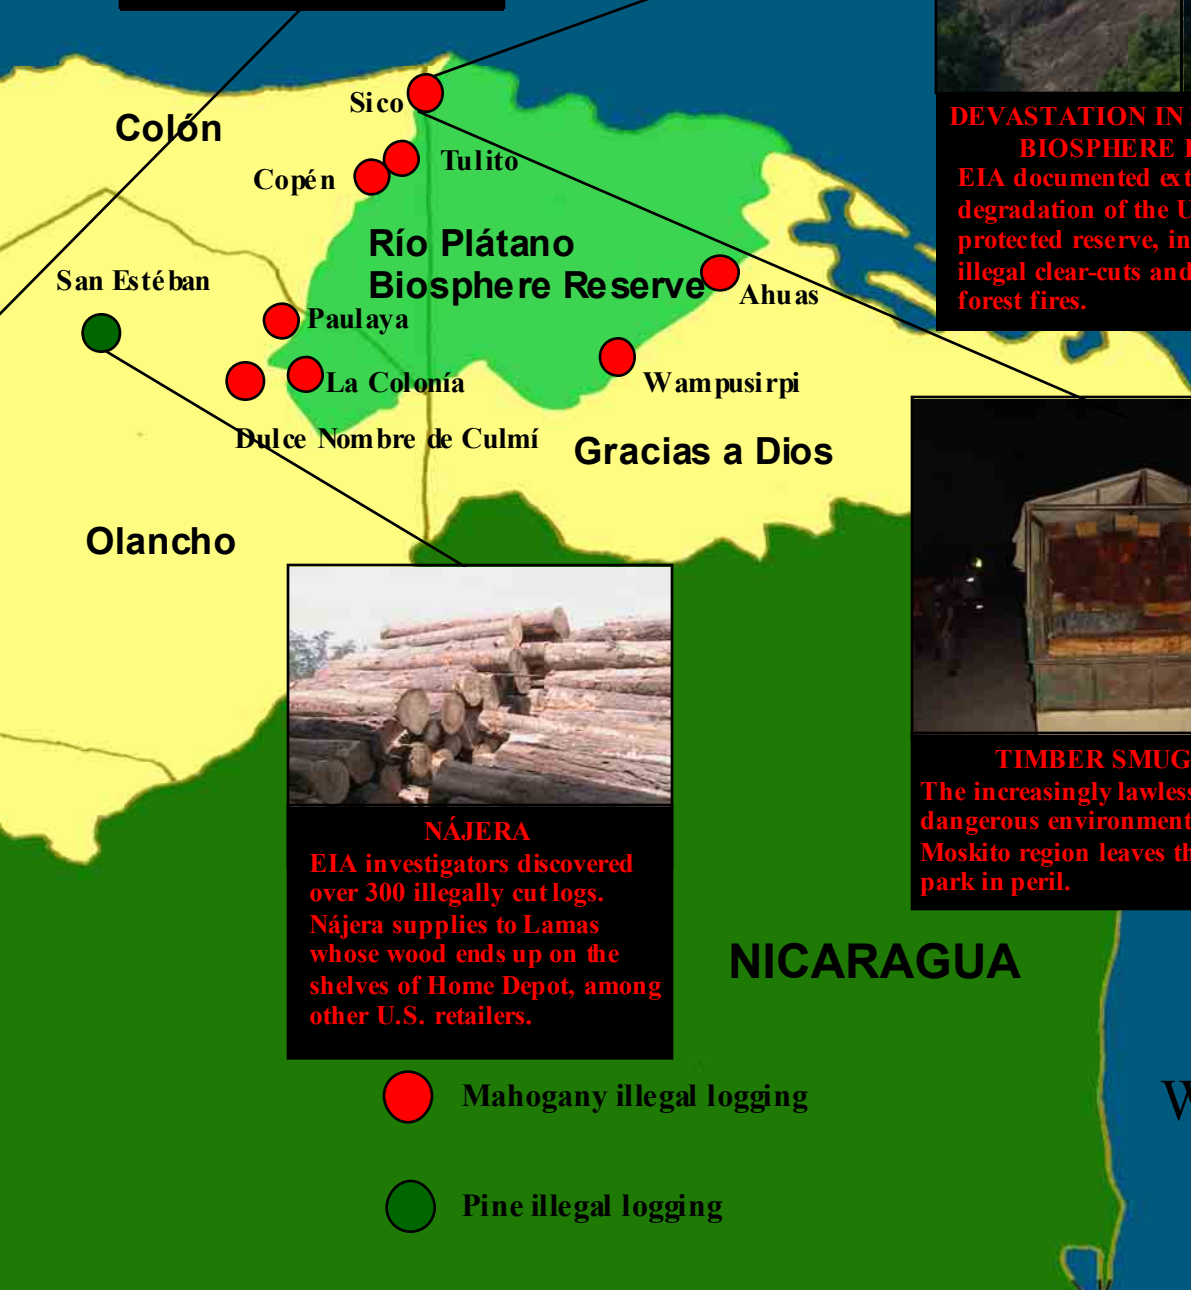 Sico
Colón
Tulito
Copén
Río Plátano
Biosphere Reserve
San Estéban
Ahuas
Paulaya
La Colonía
Wampusirpi
Dulce Nombre de Culmí
Gracias a Dios
Olancho
DEVASTATION IN
BIOSPHERE
EIA documented
degradation of the
protected reserve,
illegal clear-cuts and
forest fires.
NÁJERA
EIA investigators discovered
over 300 illegally cut logs.
Nájera supplies to Lamas
whose wood ends up on the
shelves of Home Depot, among
other U.S. retailers.
TIMBER
The increasingly
dangerous environment
Moskito region leaves
park in peril.
NICARAGUA
Mahogany illegal logging
Pine illegal logging